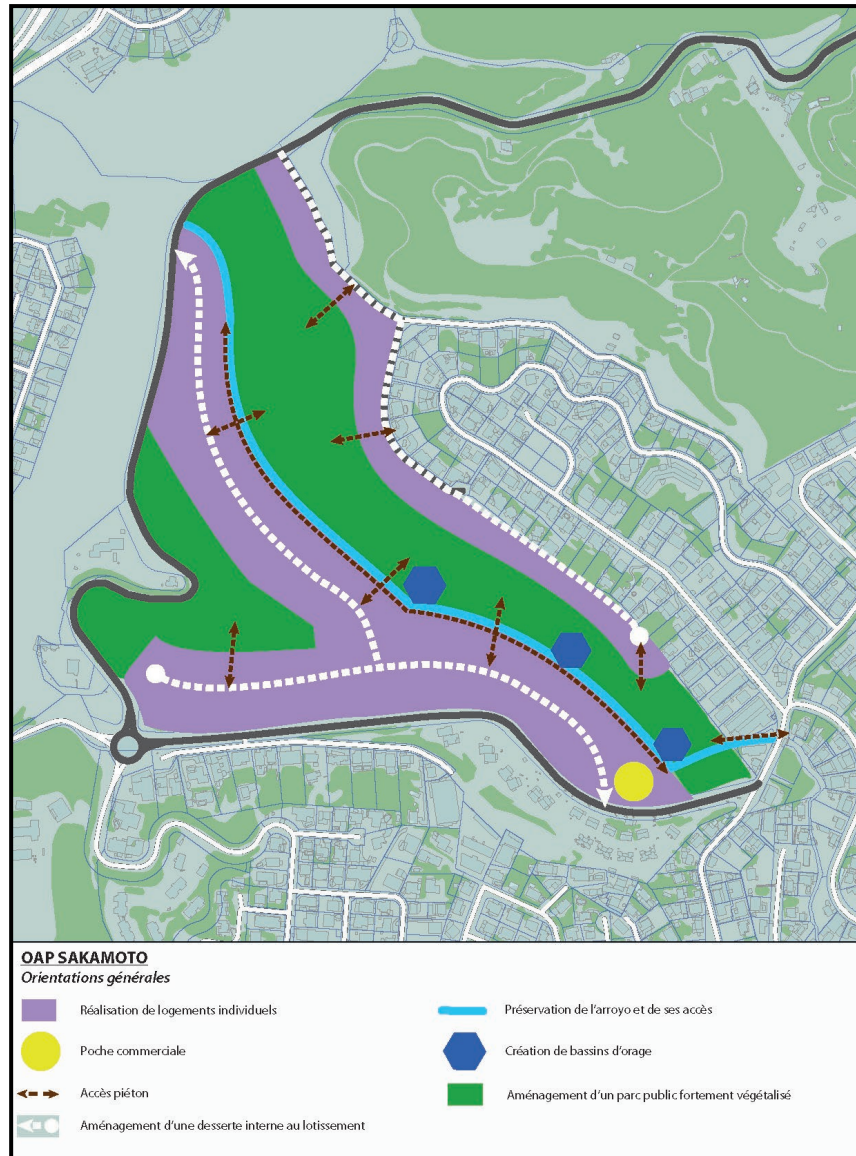 OAP SAKAMOTO
Orientations générales
Réalisation de logements individuels
Poche commerciale
Accès piéton
Aménagement d'une desserte interne au lotissement
Préservation de l'arroyo et de ses accès
Création de bassins d'orage
Aménagement d'un parc public fortement végétalisé